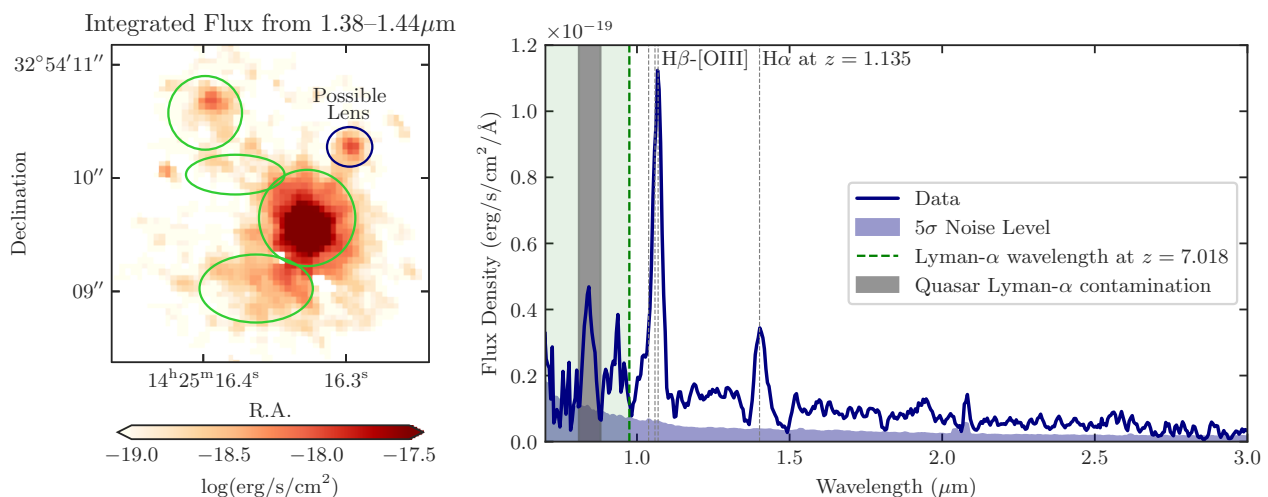 Integrated Flux from 1.38–1.44μm
32°54′11″
10″
09″
Declination
Possible
Lens
14ʰ25ᵐ16.4ˢ
16.3ˢ
R.A.
−19.0
−18.5
−18.0
−17.5
log(erg/s/cm²)
×10⁻¹⁹
1.2
1.0
0.8
0.6
0.4
0.2
0.0
Flux Density (erg/s/cm²/Å)
Hβ-[OIII]
Hα at z = 1.135
Data
5σ Noise Level
Lyman-α wavelength at z = 7.018
Quasar Lyman-α contamination
1.0
1.5
2.0
2.5
3.0
Wavelength (μm)